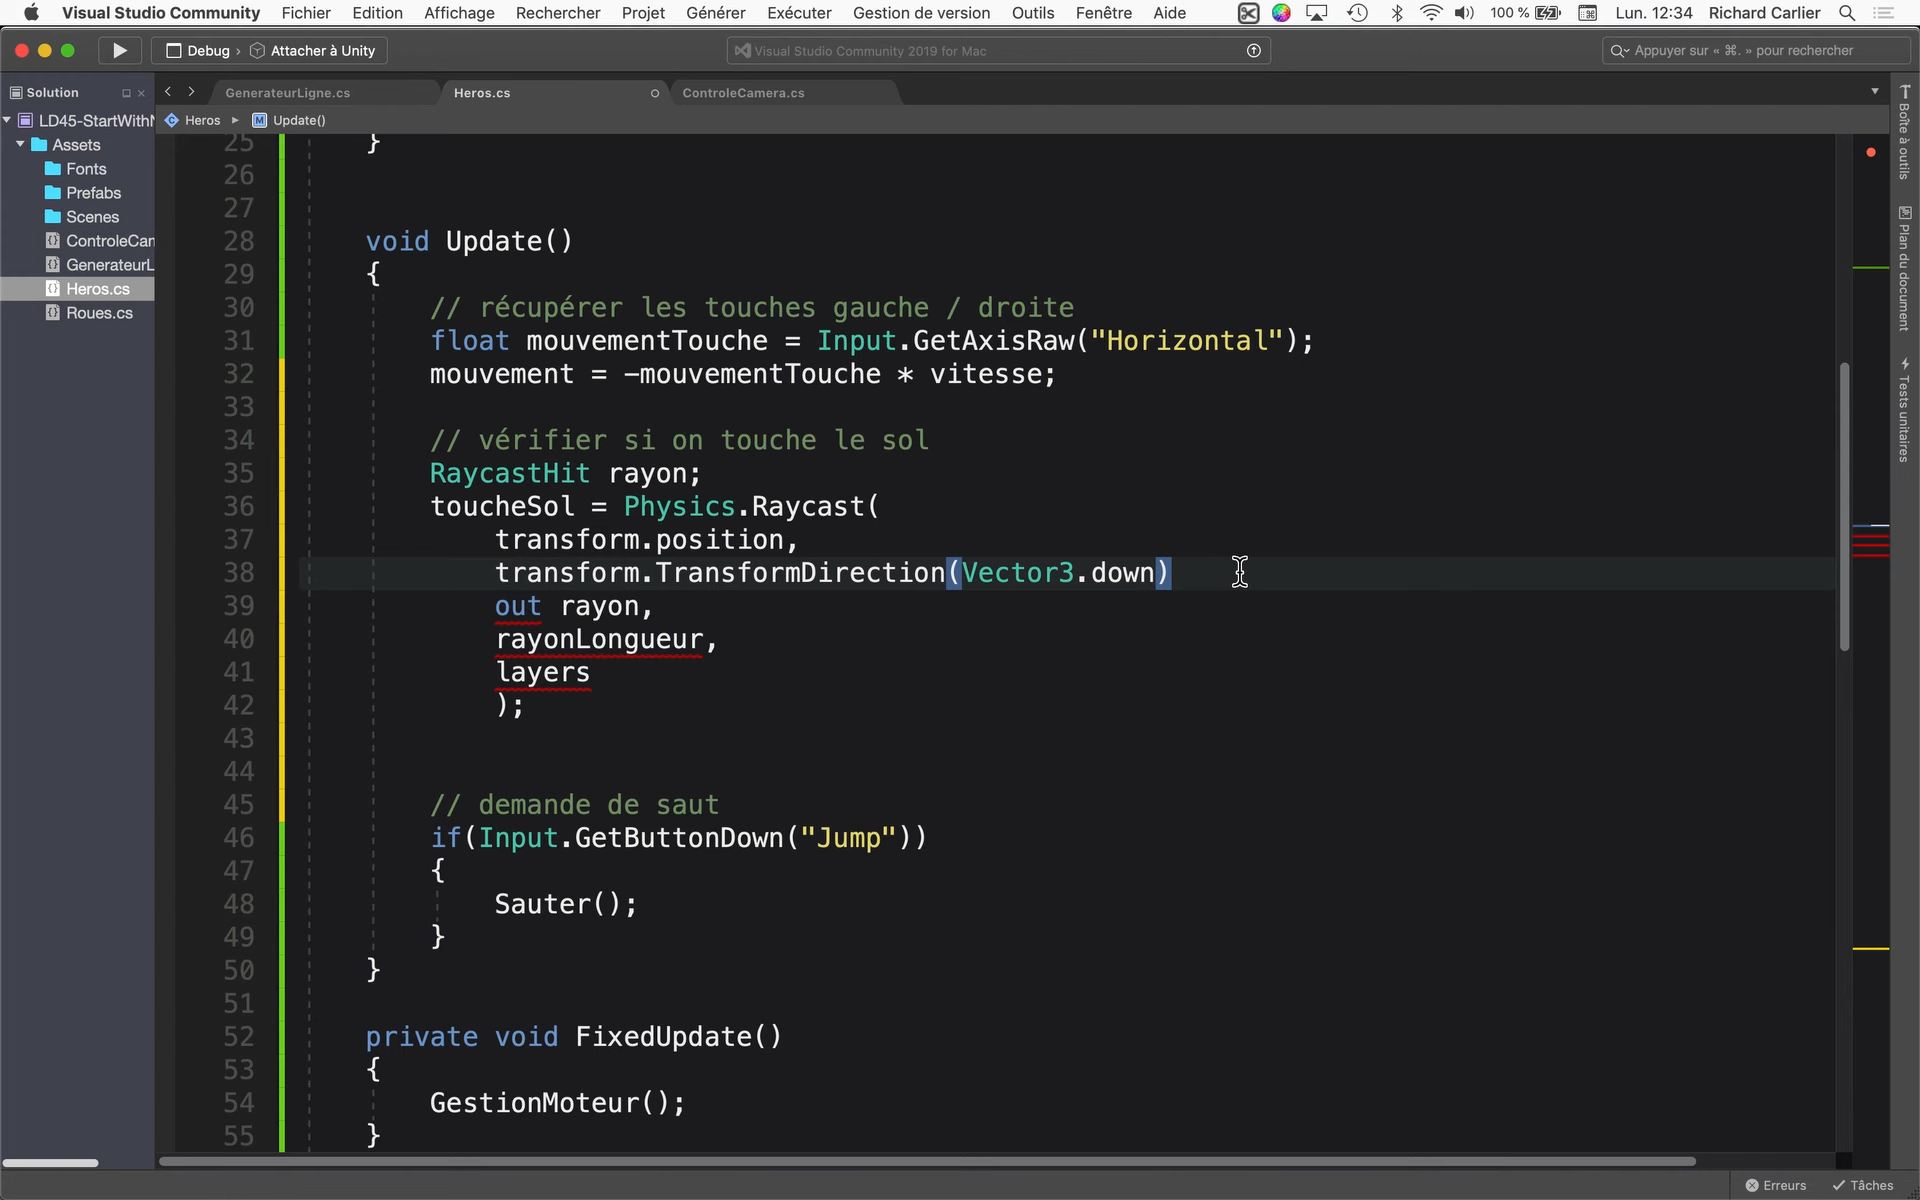 Visual Studio Community Fichier Edition Affichage Rechercher Projet Générer Exécuter Gestion de version Outils Fenêtre Aide 100 % Lun. 12:34 Richard Carlier
Debug › Attacher à Unity
Visual Studio Community 2019 for Mac
Appuyer sur « ⌘. » pour rechercher
Solution
GenerateurLigne.cs Heros.cs ControleCamera.cs
Heros ▸ M Update()
LD45-StartWithN
Assets
Fonts
Prefabs
Scenes
ControleCam
GenerateurL
Heros.cs
Roues.cs
25 }
26
27
28 void Update()
29 {
30 // récupérer les touches gauche / droite
31 float mouvementTouche = Input.GetAxisRaw("Horizontal");
32 mouvement = -mouvementTouche * vitesse;
33
34 // vérifier si on touche le sol
35 RaycastHit rayon;
36 toucheSol = Physics.Raycast(
37 transform.position,
38 transform.TransformDirection(Vector3.down)
39 out rayon,
40 rayonLongueur,
41 layers
42 );
43
44
45 // demande de saut
46 if(Input.GetButtonDown("Jump"))
47 {
48 Sauter();
49 }
50 }
51
52 private void FixedUpdate()
53 {
54 GestionMoteur();
55 }
Boîte à outils
Plan du document
Tests unitaires
Erreurs Tâches